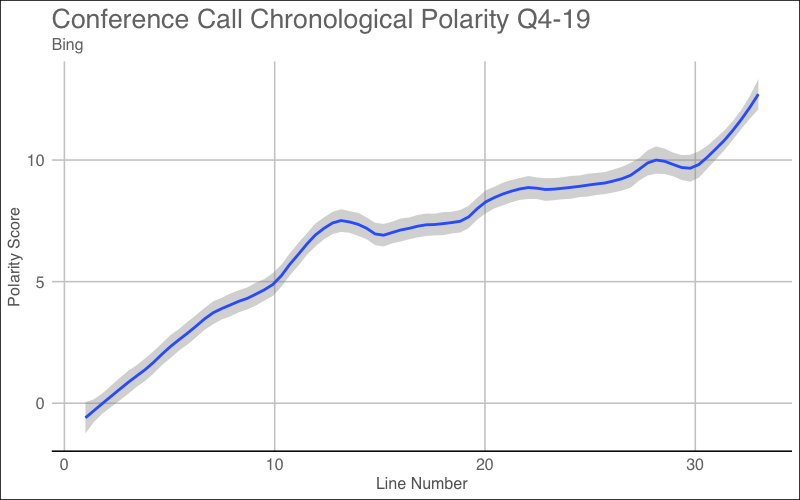 Conference Call Chronological Polarity Q4-19
Bing
Polarity Score
10
5
0
0 10 20 30
Line Number